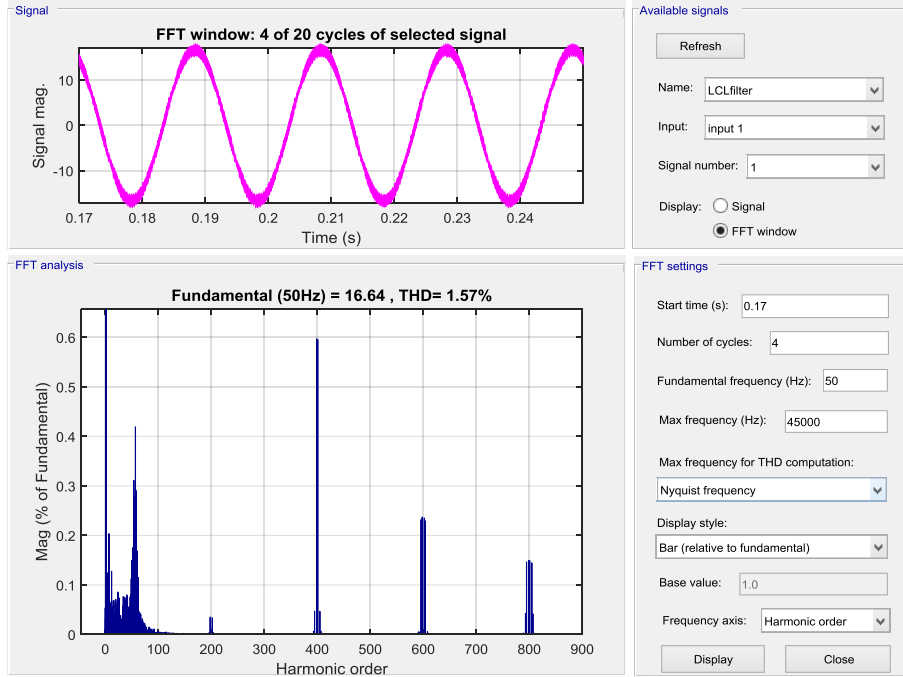 Signal
FFT window: 4 of 20 cycles of selected signal
Signal mag.
10
0
-10
0.17 0.18 0.19 0.2 0.21 0.22 0.23 0.24
Time (s)
Available signals
Refresh
Name: LCLfilter
Input: input 1
Signal number: 1
Display: Signal
FFT window
FFT analysis
Fundamental (50Hz) = 16.64 , THD= 1.57%
Mag (% of Fundamental)
0.6
0.5
0.4
0.3
0.2
0.1
0
0 100 200 300 400 500 600 700 800 900
Harmonic order
FFT settings
Start time (s): 0.17
Number of cycles: 4
Fundamental frequency (Hz): 50
Max frequency (Hz): 45000
Max frequency for THD computation:
Nyquist frequency
Display style:
Bar (relative to fundamental)
Base value: 1.0
Frequency axis: Harmonic order
Display Close